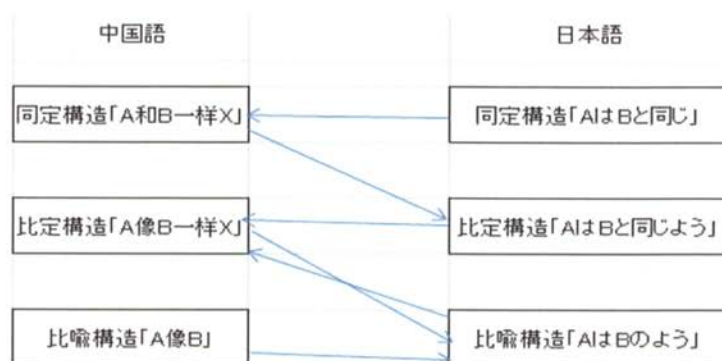 中国語
日本語
同定構造「A和B一样X」
同定構造「AはBと同じ」
比定構造「A像B一样X」
比定構造「AはBと同じよう」
比喩構造「A像B」
比喩構造「AはBのよう」